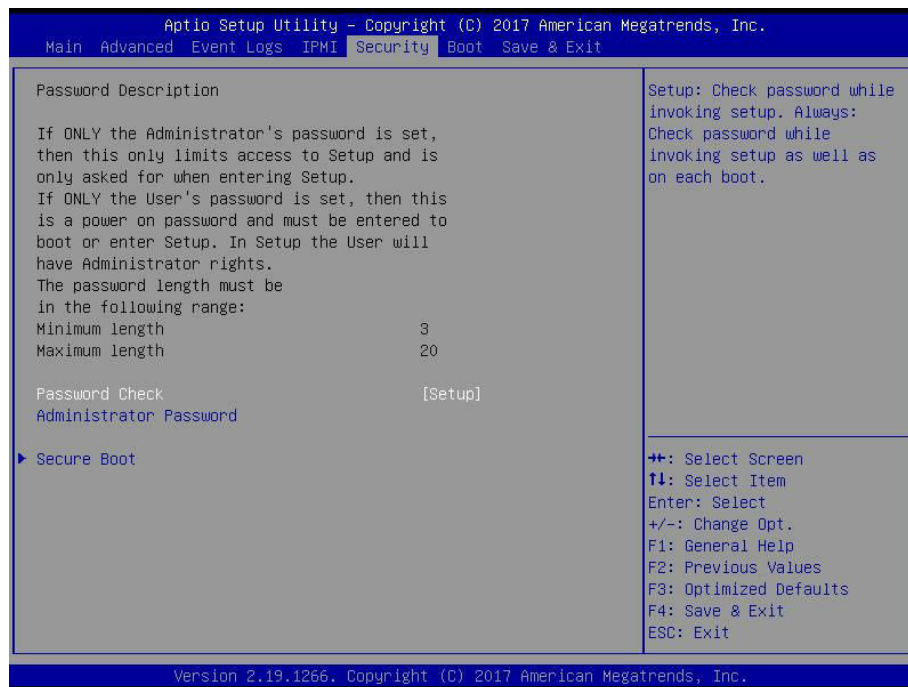 Aptio Setup Utility – Copyright (C) 2017 American Megatrends, Inc.
Main Advanced Event Logs IPMI Security Boot Save & Exit
Password Description
If ONLY the Administrator's password is set,
then this only limits access to Setup and is
only asked for when entering Setup.
If ONLY the User's password is set, then this
is a power on password and must be entered to
boot or enter Setup. In Setup the User will
have Administrator rights.
The password length must be
in the following range:
Minimum length 3
Maximum length 20
Password Check [Setup]
Administrator Password
▶ Secure Boot
Setup: Check password while
invoking setup. Always:
Check password while
invoking setup as well as
on each boot.
→←: Select Screen
↑↓: Select Item
Enter: Select
+/-: Change Opt.
F1: General Help
F2: Previous Values
F3: Optimized Defaults
F4: Save & Exit
ESC: Exit
Version 2.19.1266. Copyright (C) 2017 American Megatrends, Inc.